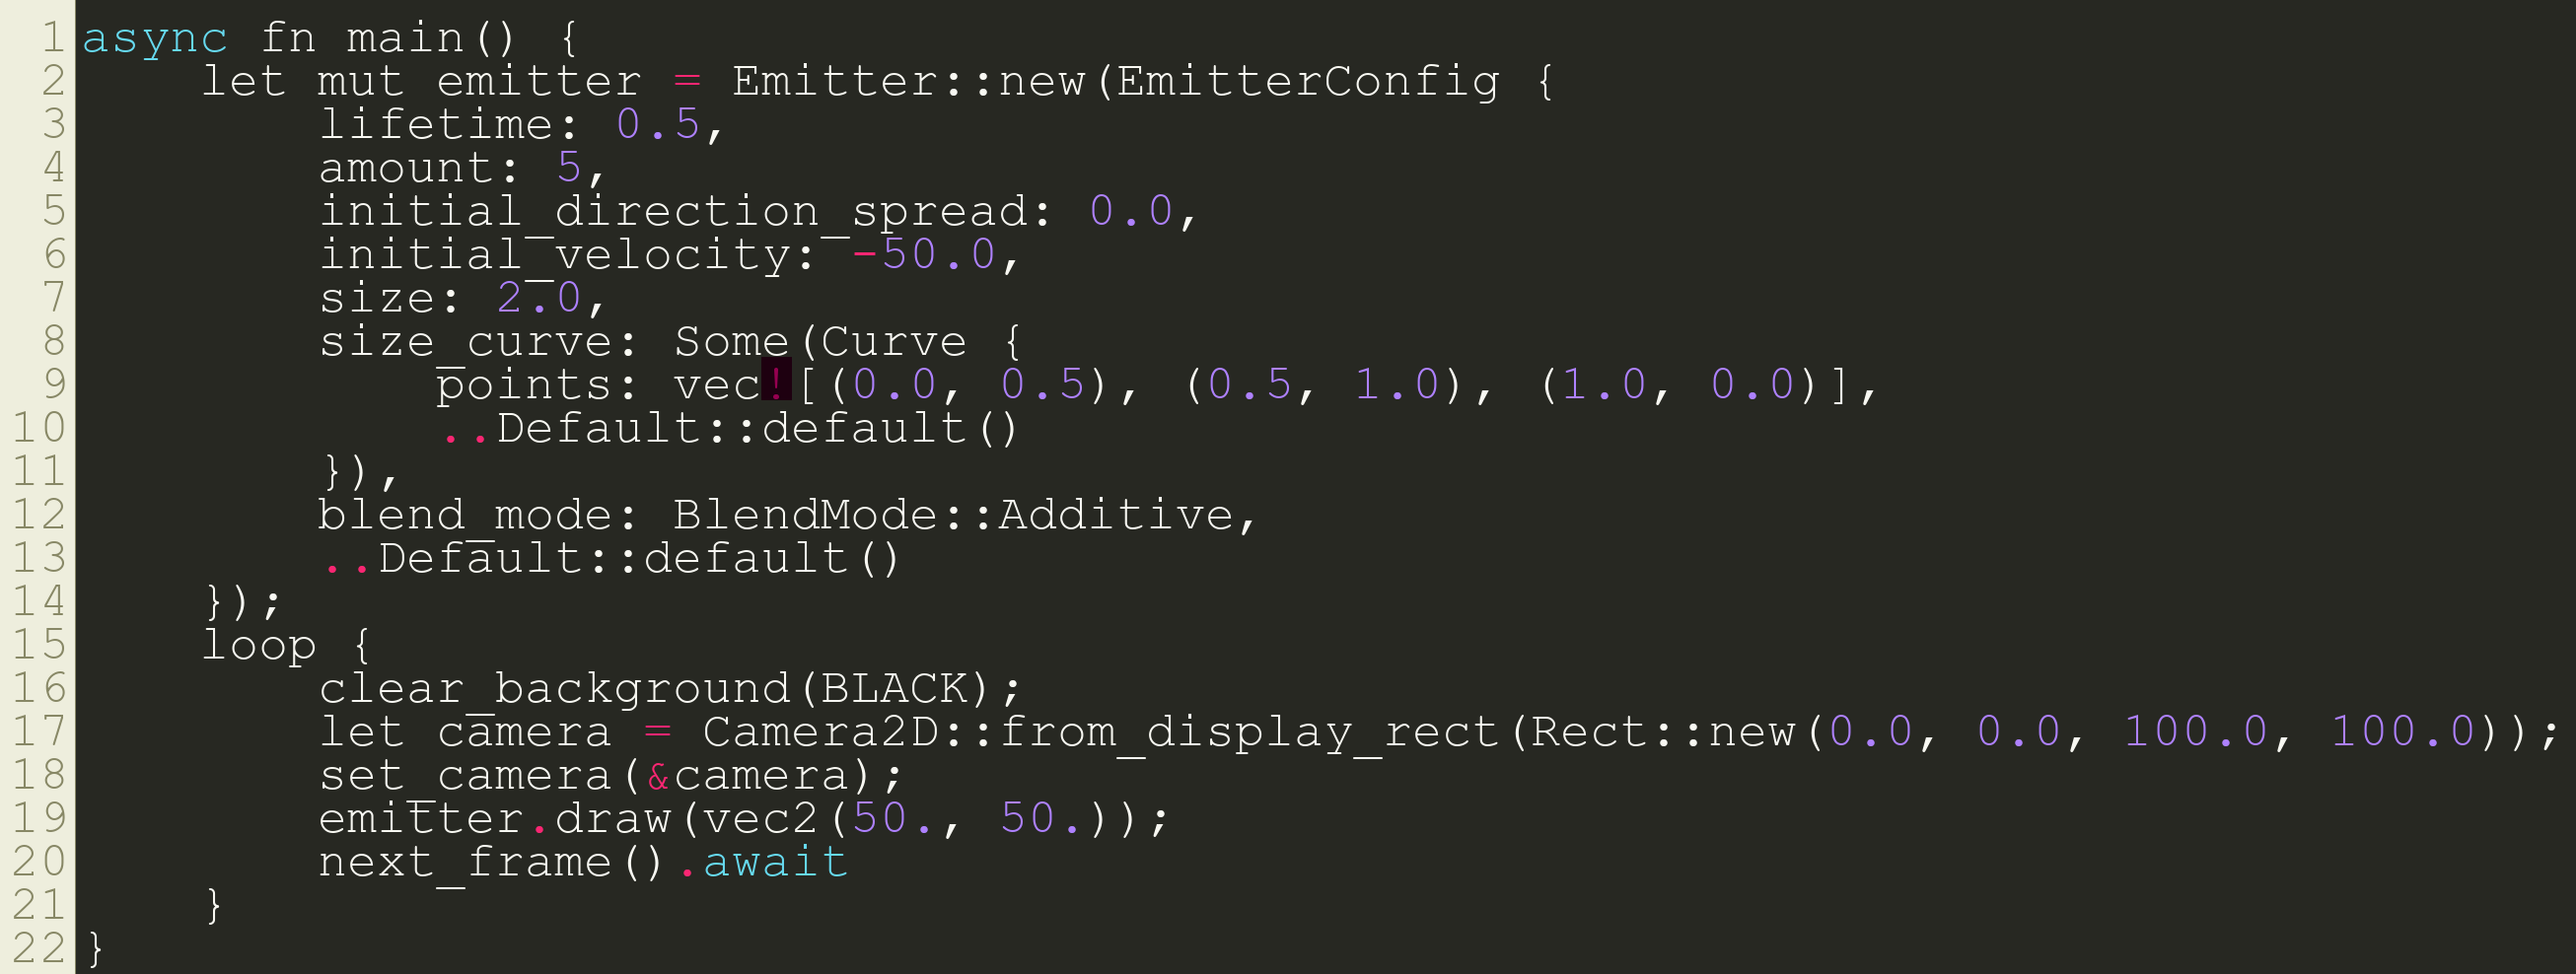 1 async fn main() {
2     let mut emitter = Emitter::new(EmitterConfig {
3         lifetime: 0.5,
4         amount: 5,
5         initial_direction_spread: 0.0,
6         initial_velocity: -50.0,
7         size: 2.0,
8         size_curve: Some(Curve {
9             points: vec![(0.0, 0.5), (0.5, 1.0), (1.0, 0.0)],
10             ..Default::default()
11         }),
12         blend_mode: BlendMode::Additive,
13         ..Default::default()
14     });
15     loop {
16         clear_background(BLACK);
17         let camera = Camera2D::from_display_rect(Rect::new(0.0, 0.0, 100.0, 100.0));
18         set_camera(&camera);
19         emitter.draw(vec2(50., 50.));
20         next_frame().await
21     }
22 }